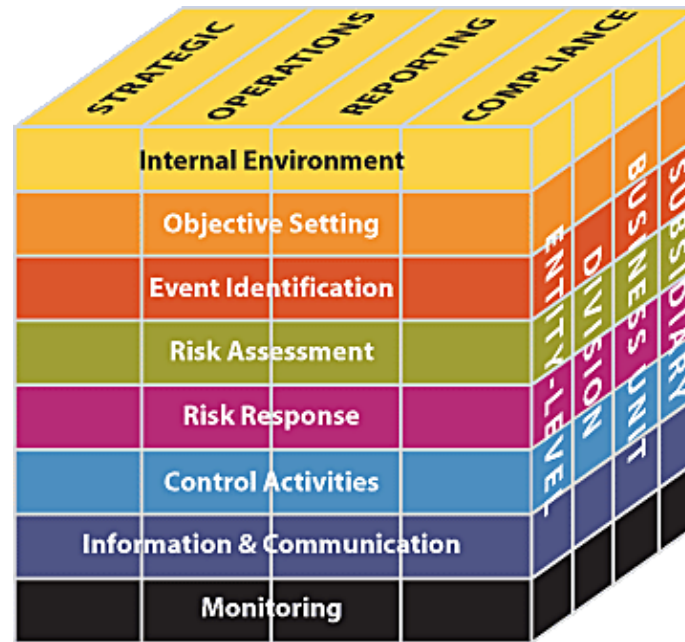 STRATEGIC
OPERATIONS
REPORTING
COMPLIANCE
Internal Environment
Objective Setting
Event Identification
Risk Assessment
Risk Response
Control Activities
Information & Communication
Monitoring
ENTITY-LEVEL
DIVISION
BUSINESS UNIT
SUBSIDIARY